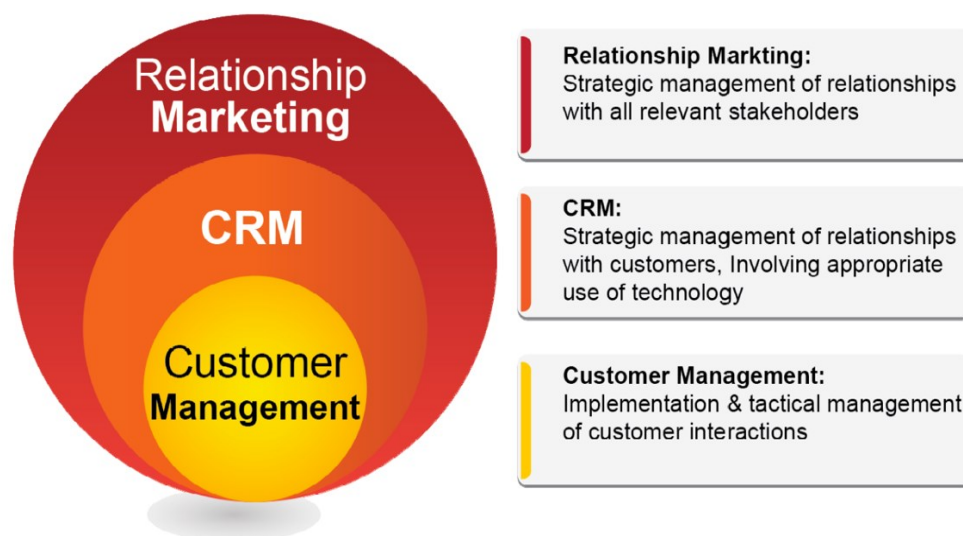 Relationship
Marketing
CRM
Customer
Management
Relationship Markting:
Strategic management of relationships
with all relevant stakeholders
CRM:
Strategic management of relationships
with customers, Involving appropriate
use of technology
Customer Management:
Implementation & tactical management
of customer interactions